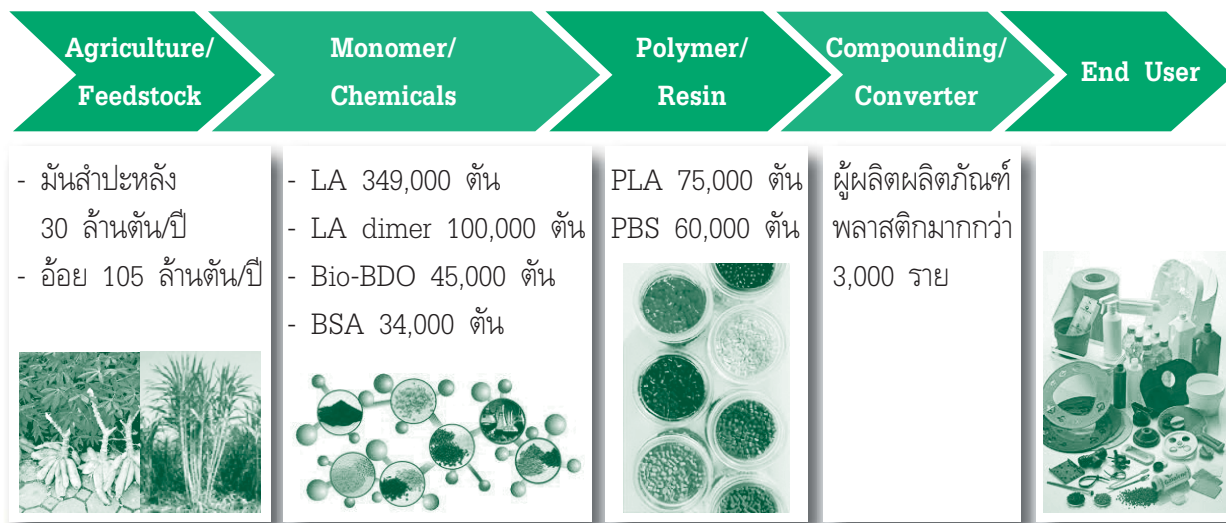 Agriculture/
Feedstock
Monomer/
Chemicals
Polymer/
Resin
Compounding/
Converter
End User
- มันสำปะหลัง
30 ล้านตัน/ปี
- อ้อย 105 ล้านตัน/ปี
- LA 349,000 ตัน
- LA dimer 100,000 ตัน
- Bio-BDO 45,000 ตัน
- BSA 34,000 ตัน
PLA 75,000 ตัน
PBS 60,000 ตัน
ผู้ผลิตผลิตภัณฑ์
พลาสติกมากกว่า
3,000 ราย